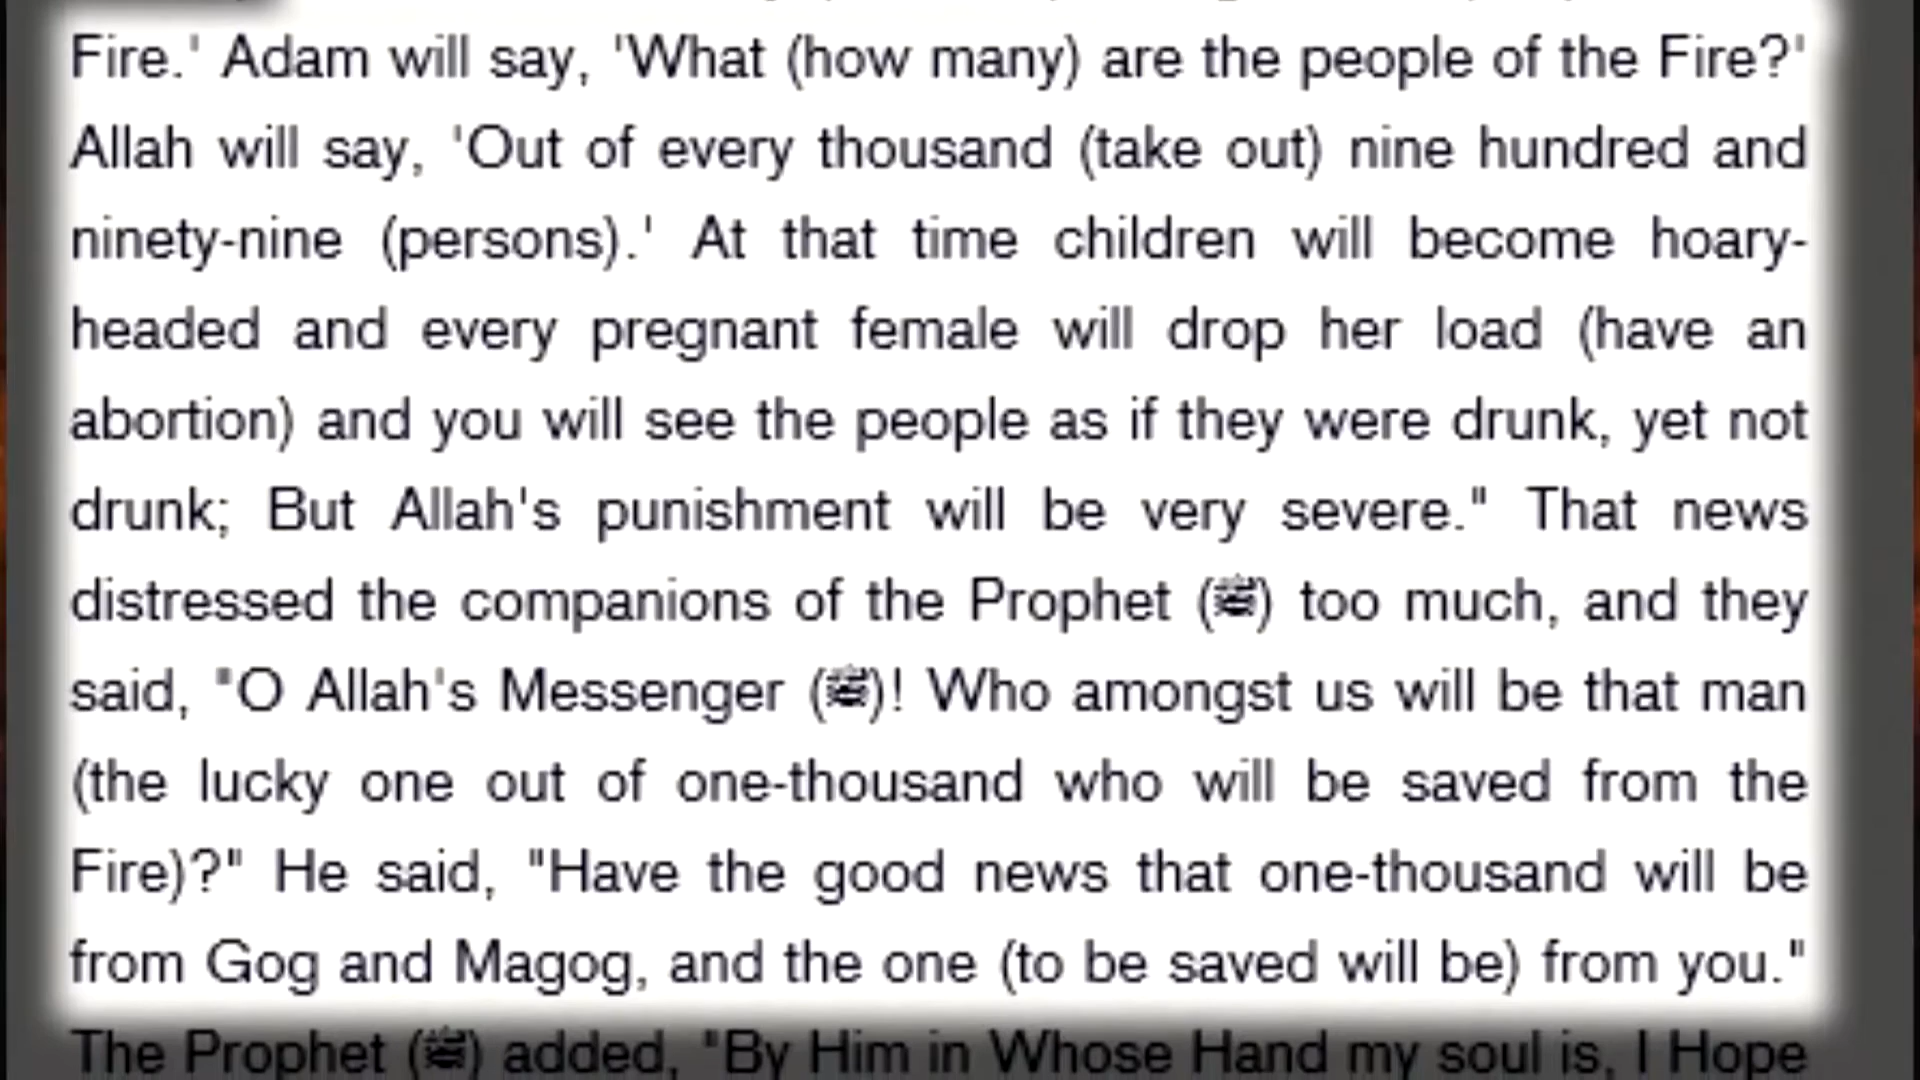 Fire.' Adam will say, 'What (how many) are the people of the Fire?'
Allah will say, 'Out of every thousand (take out) nine hundred and
ninety-nine (persons).' At that time children will become hoary-
headed and every pregnant female will drop her load (have an
abortion) and you will see the people as if they were drunk, yet not
drunk; But Allah's punishment will be very severe." That news
distressed the companions of the Prophet (ﷺ) too much, and they
said, "O Allah's Messenger (ﷺ)! Who amongst us will be that man
(the lucky one out of one-thousand who will be saved from the
Fire)?" He said, "Have the good news that one-thousand will be
from Gog and Magog, and the one (to be saved will be) from you."
The Prophet (ﷺ) added, "By Him in Whose Hand my soul is, I Hope